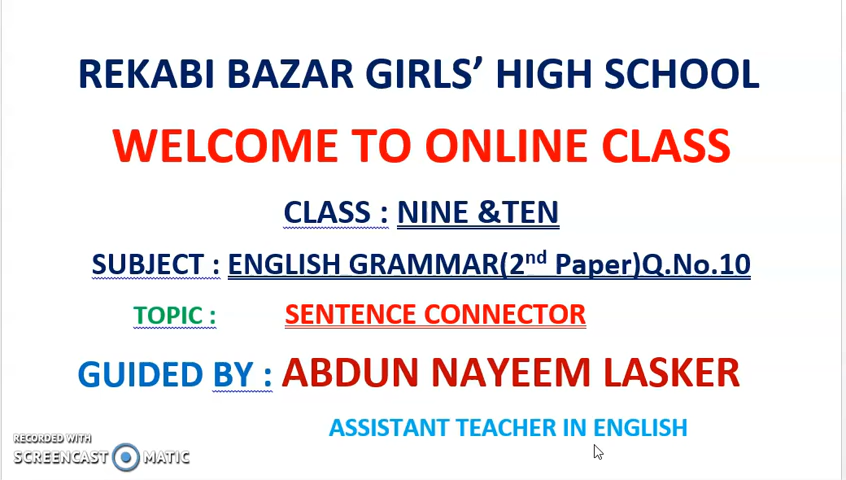 REKABI BAZAR GIRLS’ HIGH SCHOOL
WELCOME TO ONLINE CLASS
CLASS : NINE &TEN
SUBJECT : ENGLISH GRAMMAR(2nd Paper)Q.No.10
TOPIC : SENTENCE CONNECTOR
GUIDED BY : ABDUN NAYEEM LASKER
ASSISTANT TEACHER IN ENGLISH
RECORDED WITH
SCREENCAST MATIC